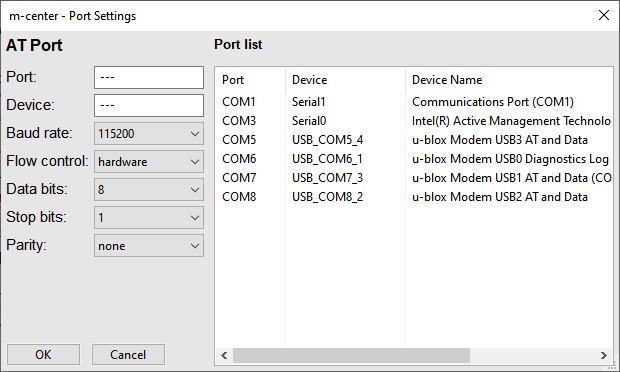 m-center - Port Settings
AT Port
Port: ---
Device: ---
Baud rate: 115200
Flow control: hardware
Data bits: 8
Stop bits: 1
Parity: none
OK Cancel
Port list
Port Device Device Name
COM1 Serial1 Communications Port (COM1)
COM3 Serial0 Intel(R) Active Management Technolo
COM5 USB_COM5_4 u-blox Modem USB3 AT and Data
COM6 USB_COM6_1 u-blox Modem USB0 Diagnostics Log
COM7 USB_COM7_3 u-blox Modem USB1 AT and Data (CO
COM8 USB_COM8_2 u-blox Modem USB2 AT and Data